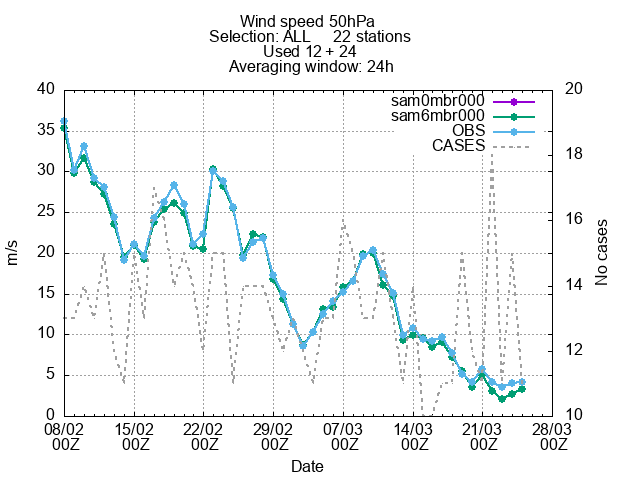 Wind speed 50hPa
Selection: ALL 22 stations
Used 12 + 24
Averaging window: 24h
sam0mbr000
sam6mbr000
OBS
CASES
40
35
30
25
20
15
10
5
0
m/s
20
18
16
14
12
10
No cases
08/02 15/02 22/02 29/02 07/03 14/03 21/03 28/03
00Z 00Z 00Z 00Z 00Z 00Z 00Z 00Z
Date